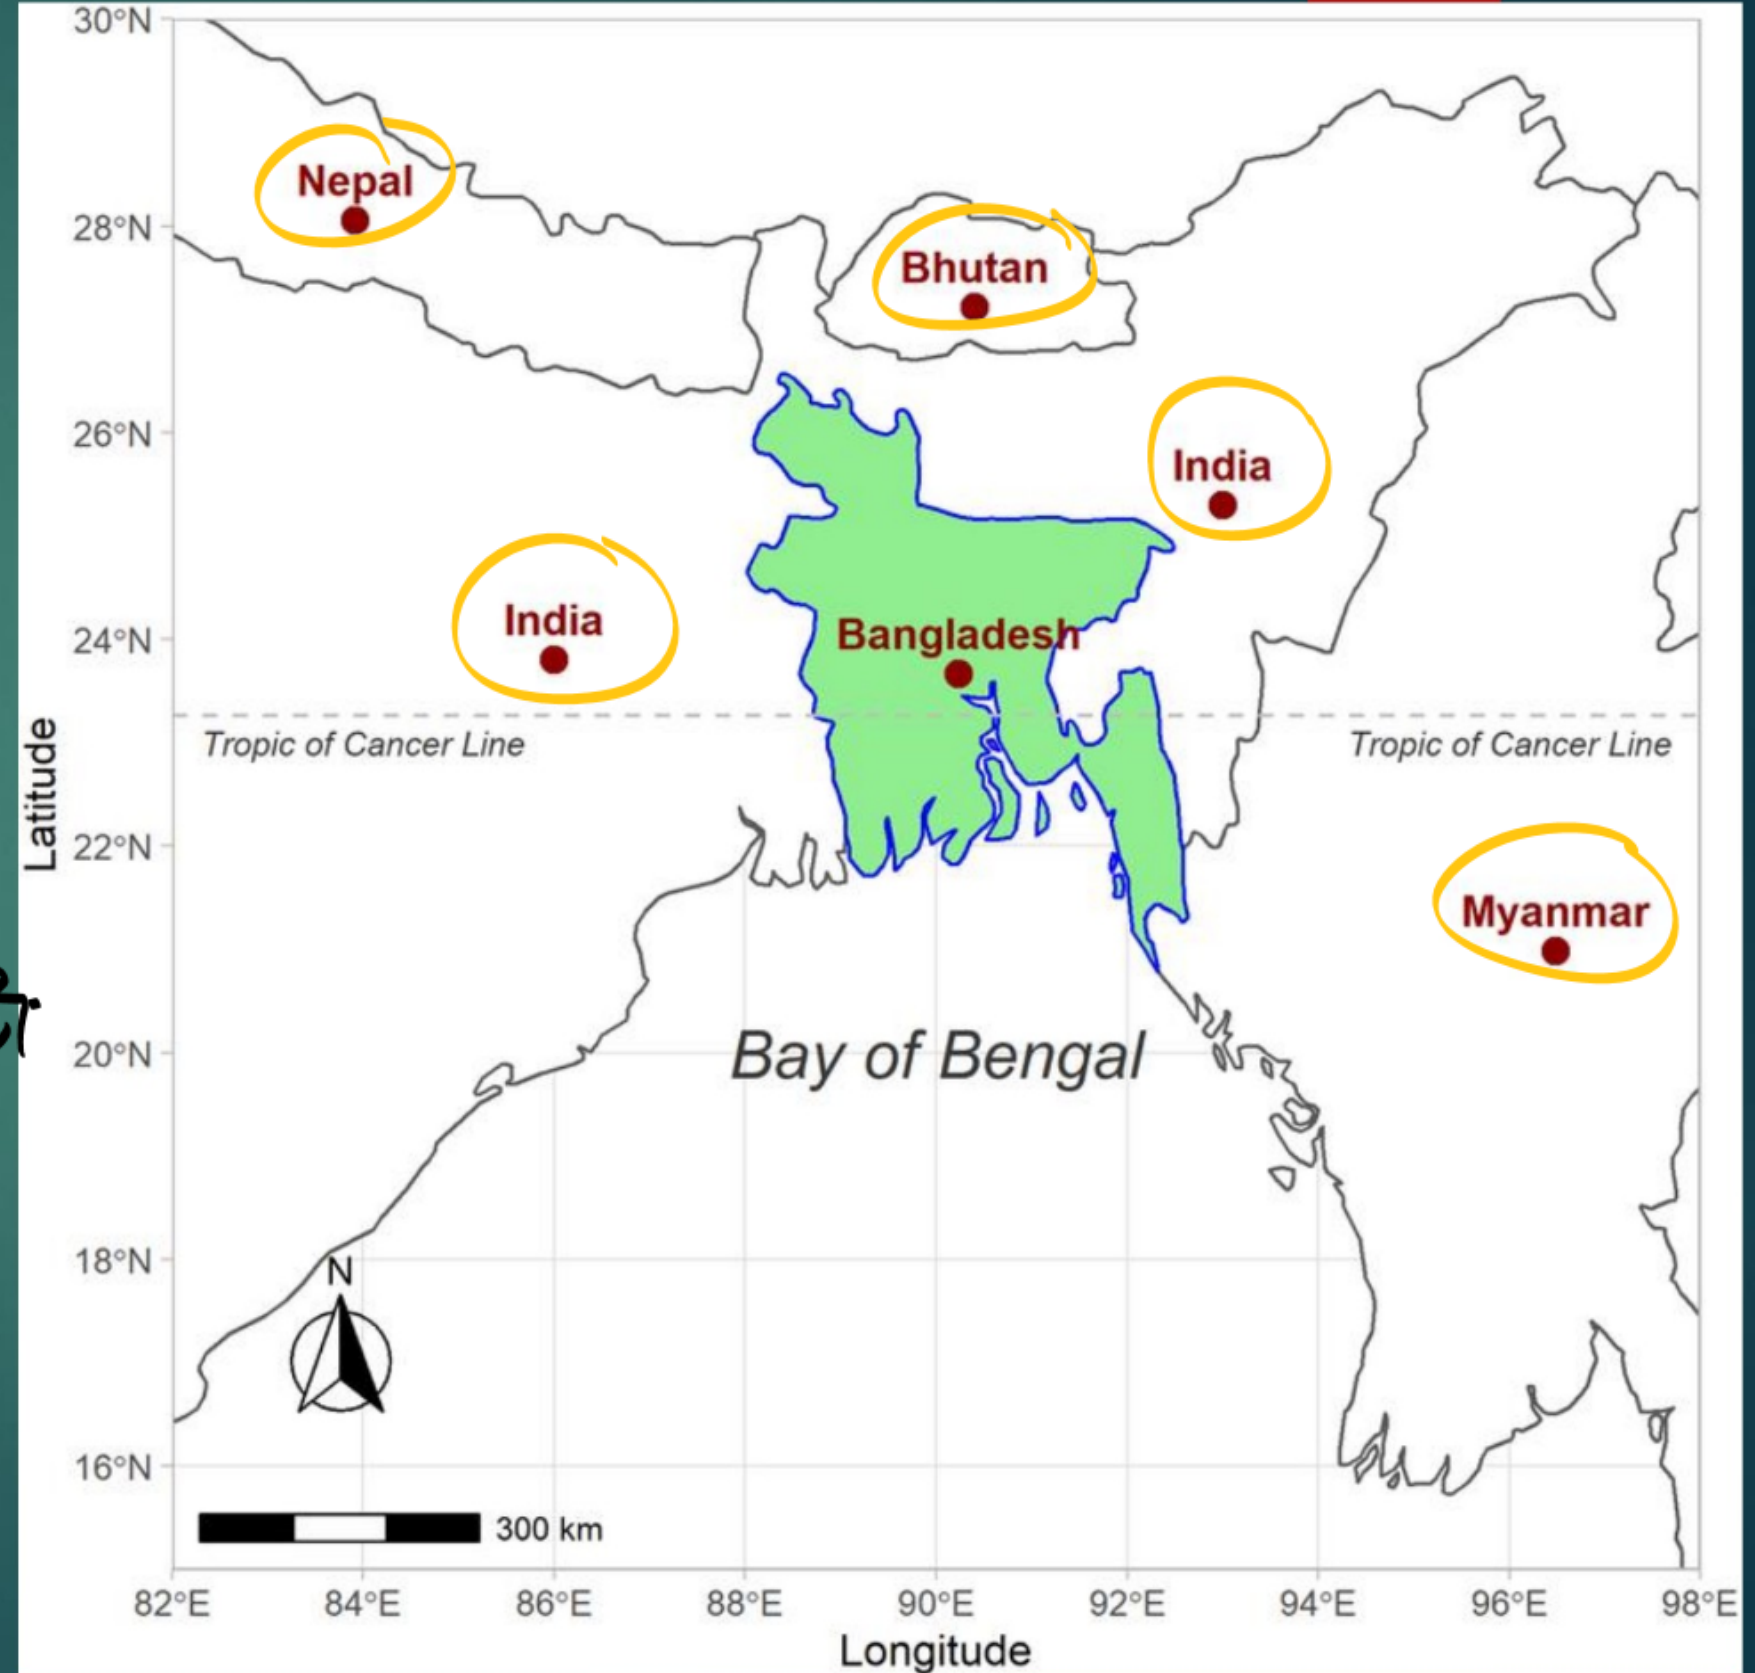 30°N
Nepal
28°N
Bhutan
26°N
India
India
24°N
Bangladesh
Tropic of Cancer Line
Tropic of Cancer Line
Latitude
22°N
Myanmar
20°N
Bay of Bengal
18°N
N
16°N
300 km
82°E 84°E 86°E 88°E 90°E 92°E 94°E 96°E 98°E
Longitude